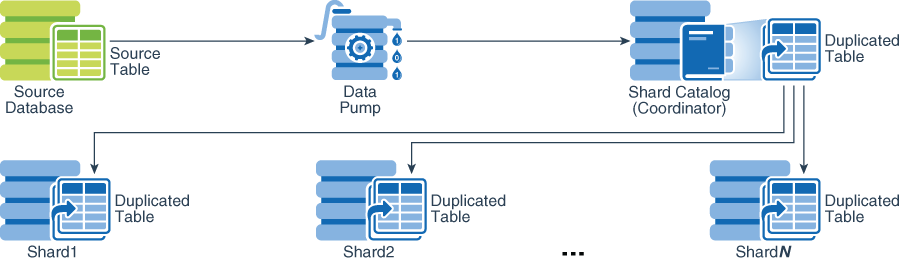 Source
Table
Source
Database
Data
Pump
1
0
1
Shard Catalog
(Coordinator)
Duplicated
Table
Duplicated
Table
Shard1
Duplicated
Table
Shard2
...
Duplicated
Table
ShardN